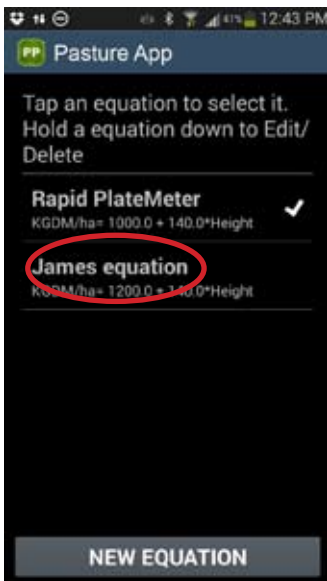 41% 12:43 PM
PP Pasture App
Tap an equation to select it.
Hold a equation down to Edit/
Delete
Rapid PlateMeter
KGDM/ha= 1000.0 + 140.0*Height
James equation
KGDM/ha= 1200.0 + 140.0*Height
NEW EQUATION